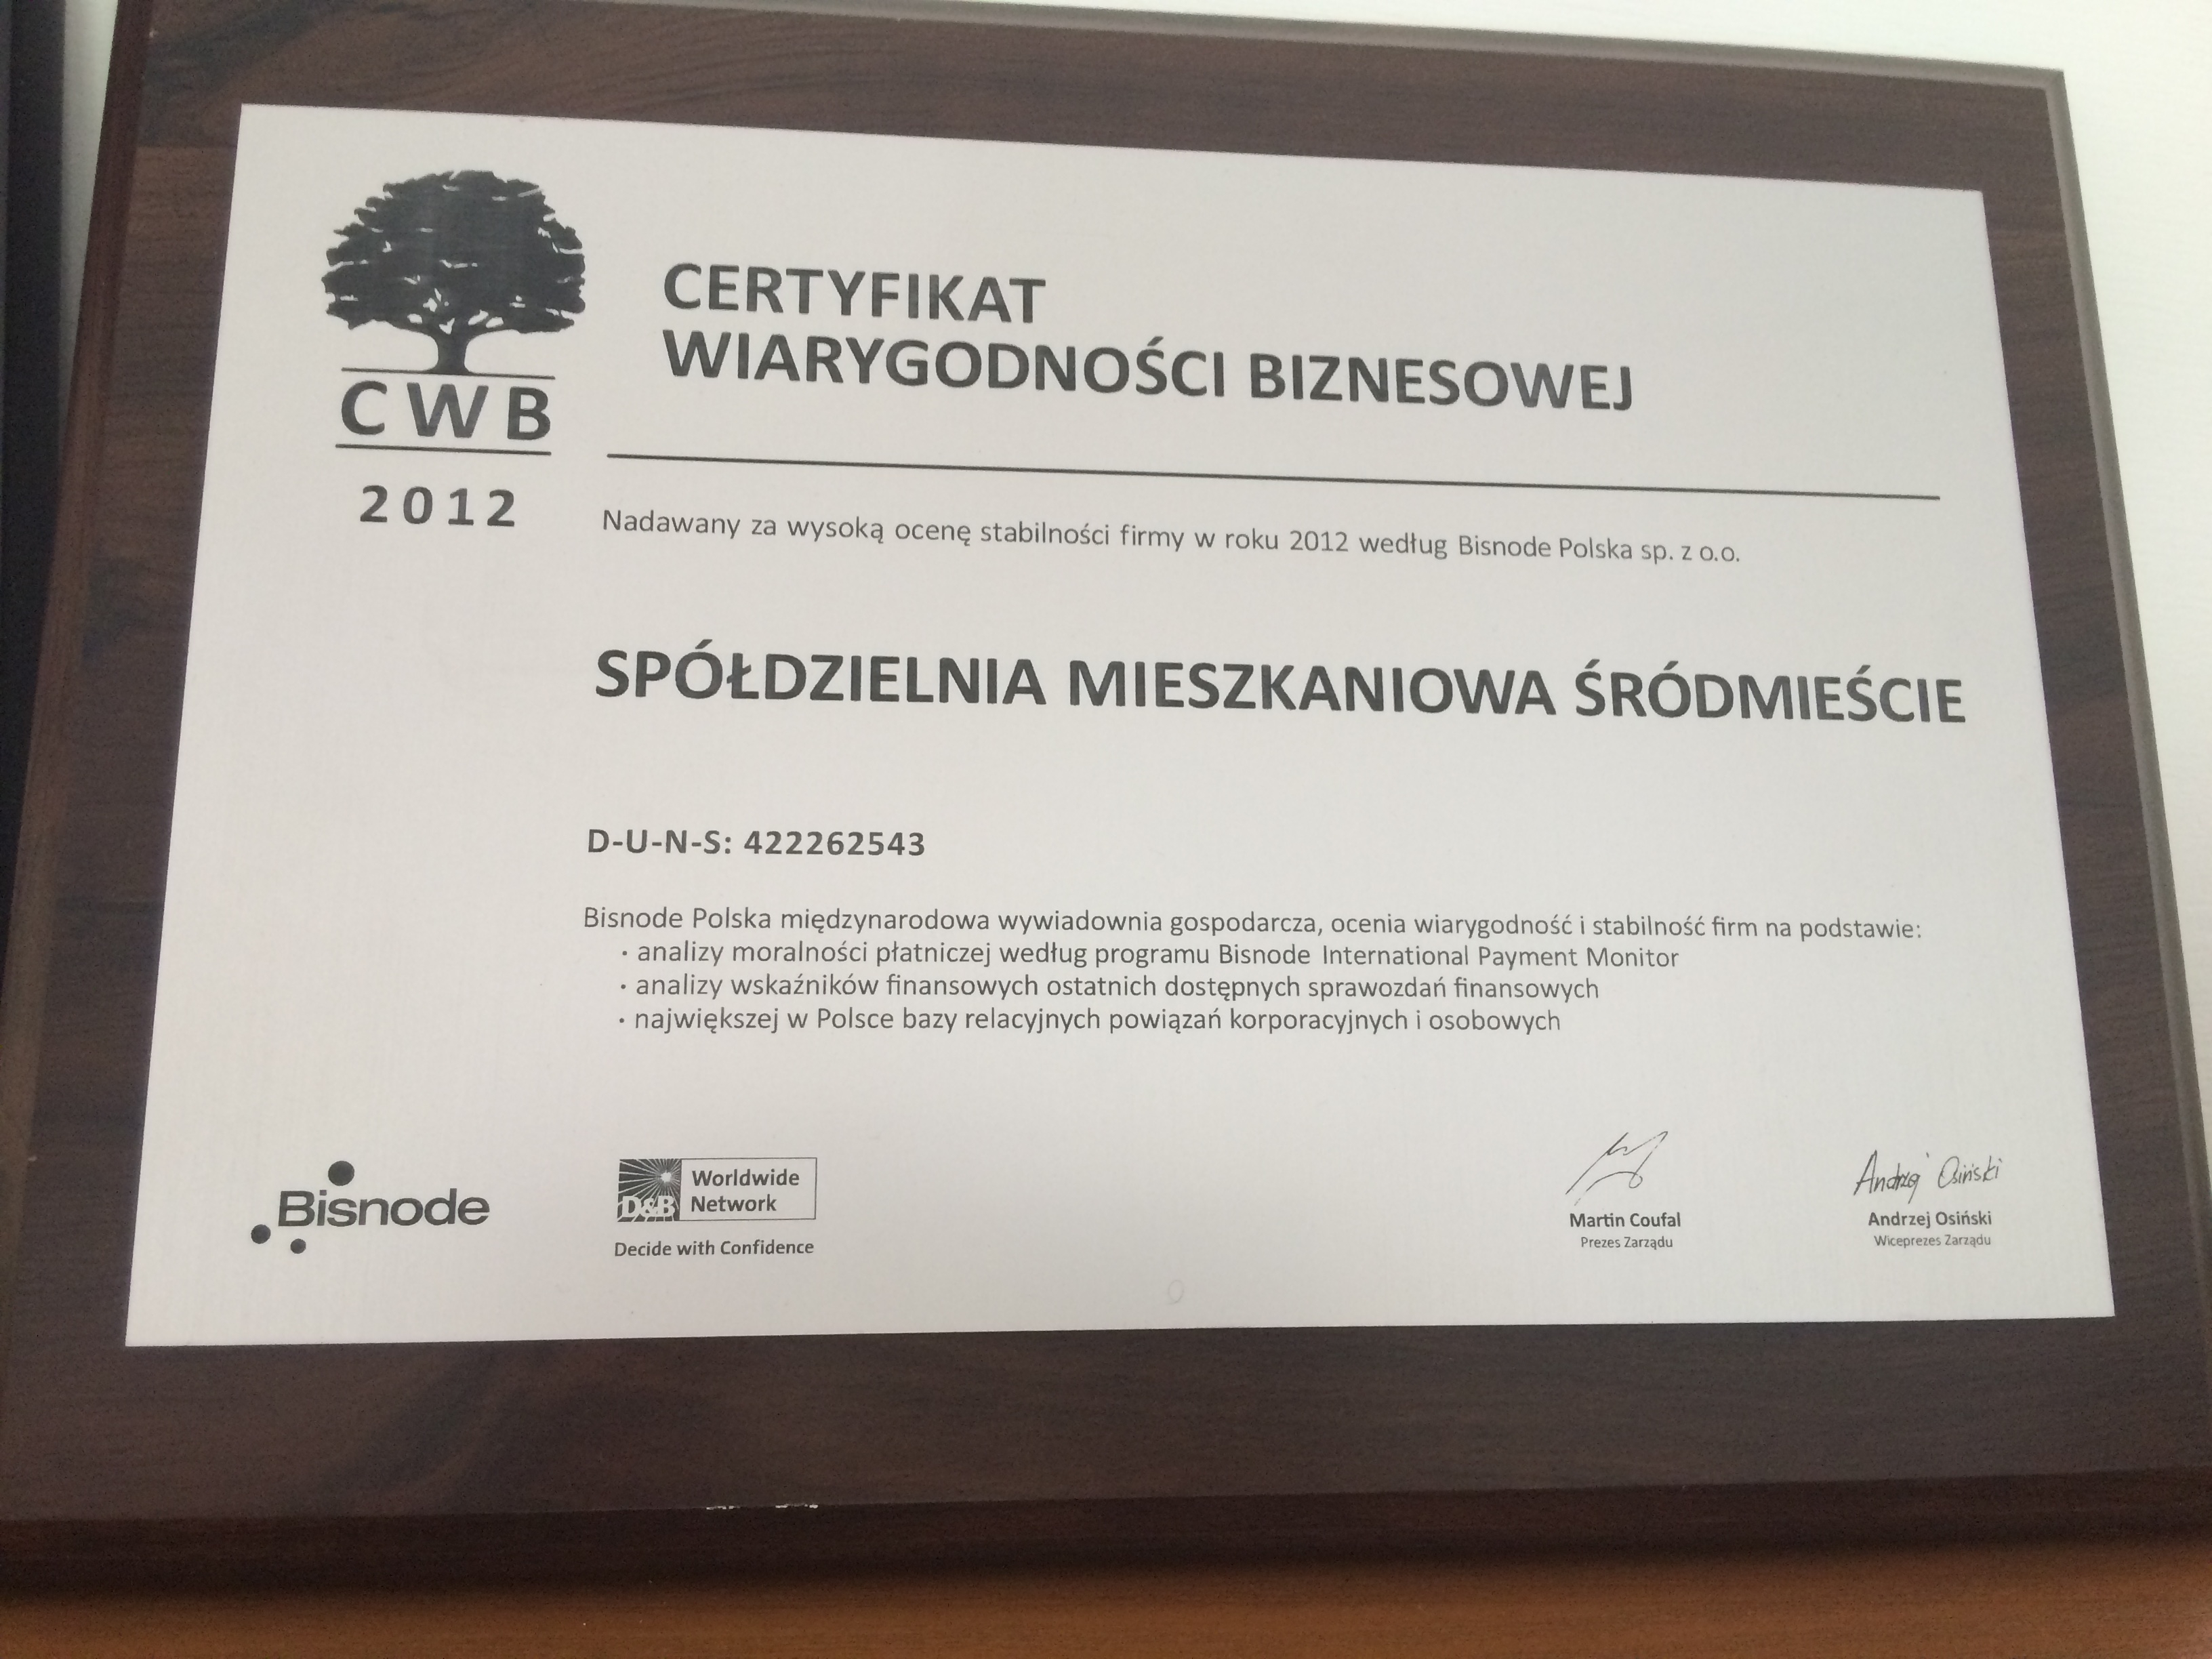 CWB
2012
CERTYFIKAT
WIARYGODNOŚCI BIZNESOWEJ
Nadawany za wysoką ocenę stabilności firmy w roku 2012 według Bisnode Polska sp. z o.o.
SPÓŁDZIELNIA MIESZKANIOWA ŚRÓDMIEŚCIE
D-U-N-S: 422262543
Bisnode Polska międzynarodowa wywiadownia gospodarcza, ocenia wiarygodność i stabilność firm na podstawie:
· analizy moralności płatniczej według programu Bisnode International Payment Monitor
· analizy wskaźników finansowych ostatnich dostępnych sprawozdań finansowych
· największej w Polsce bazy relacyjnych powiązań korporacyjnych i osobowych
Bisnode
D&B
Worldwide
Network
Decide with Confidence
Martin Coufal
Prezes Zarządu
Andrzej Osiński
Andrzej Osiński
Wiceprezes Zarządu